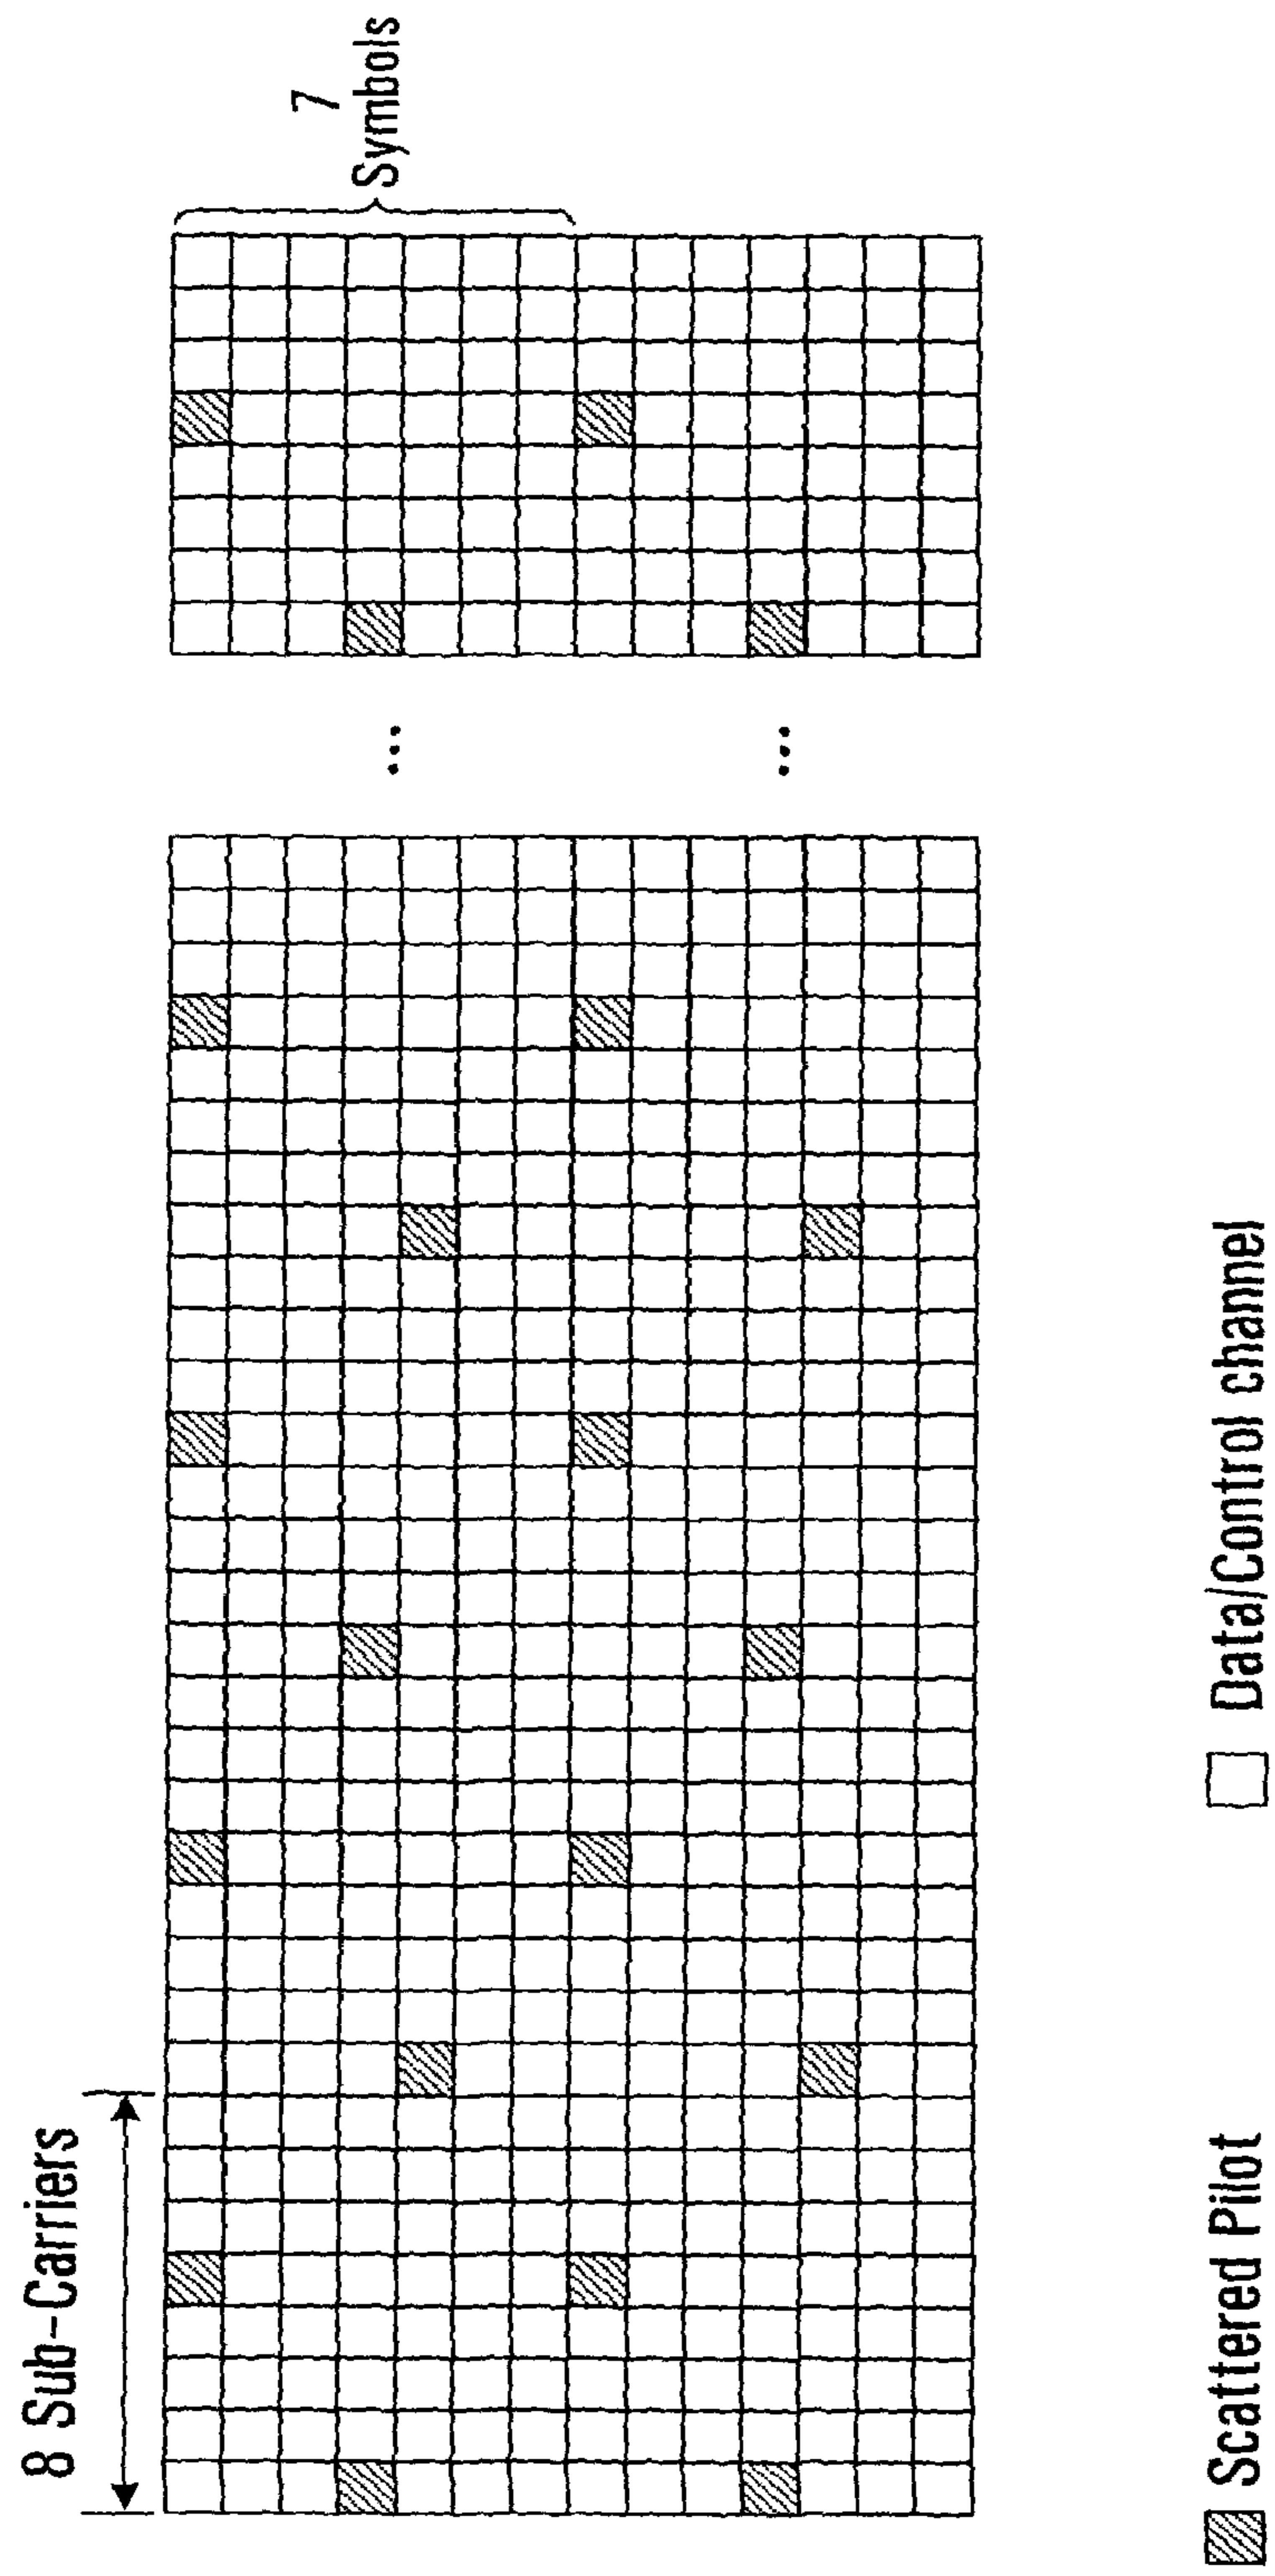 8 Sub-Carriers
7
Symbols
...
...
Scattered Pilot
Data/Control channel